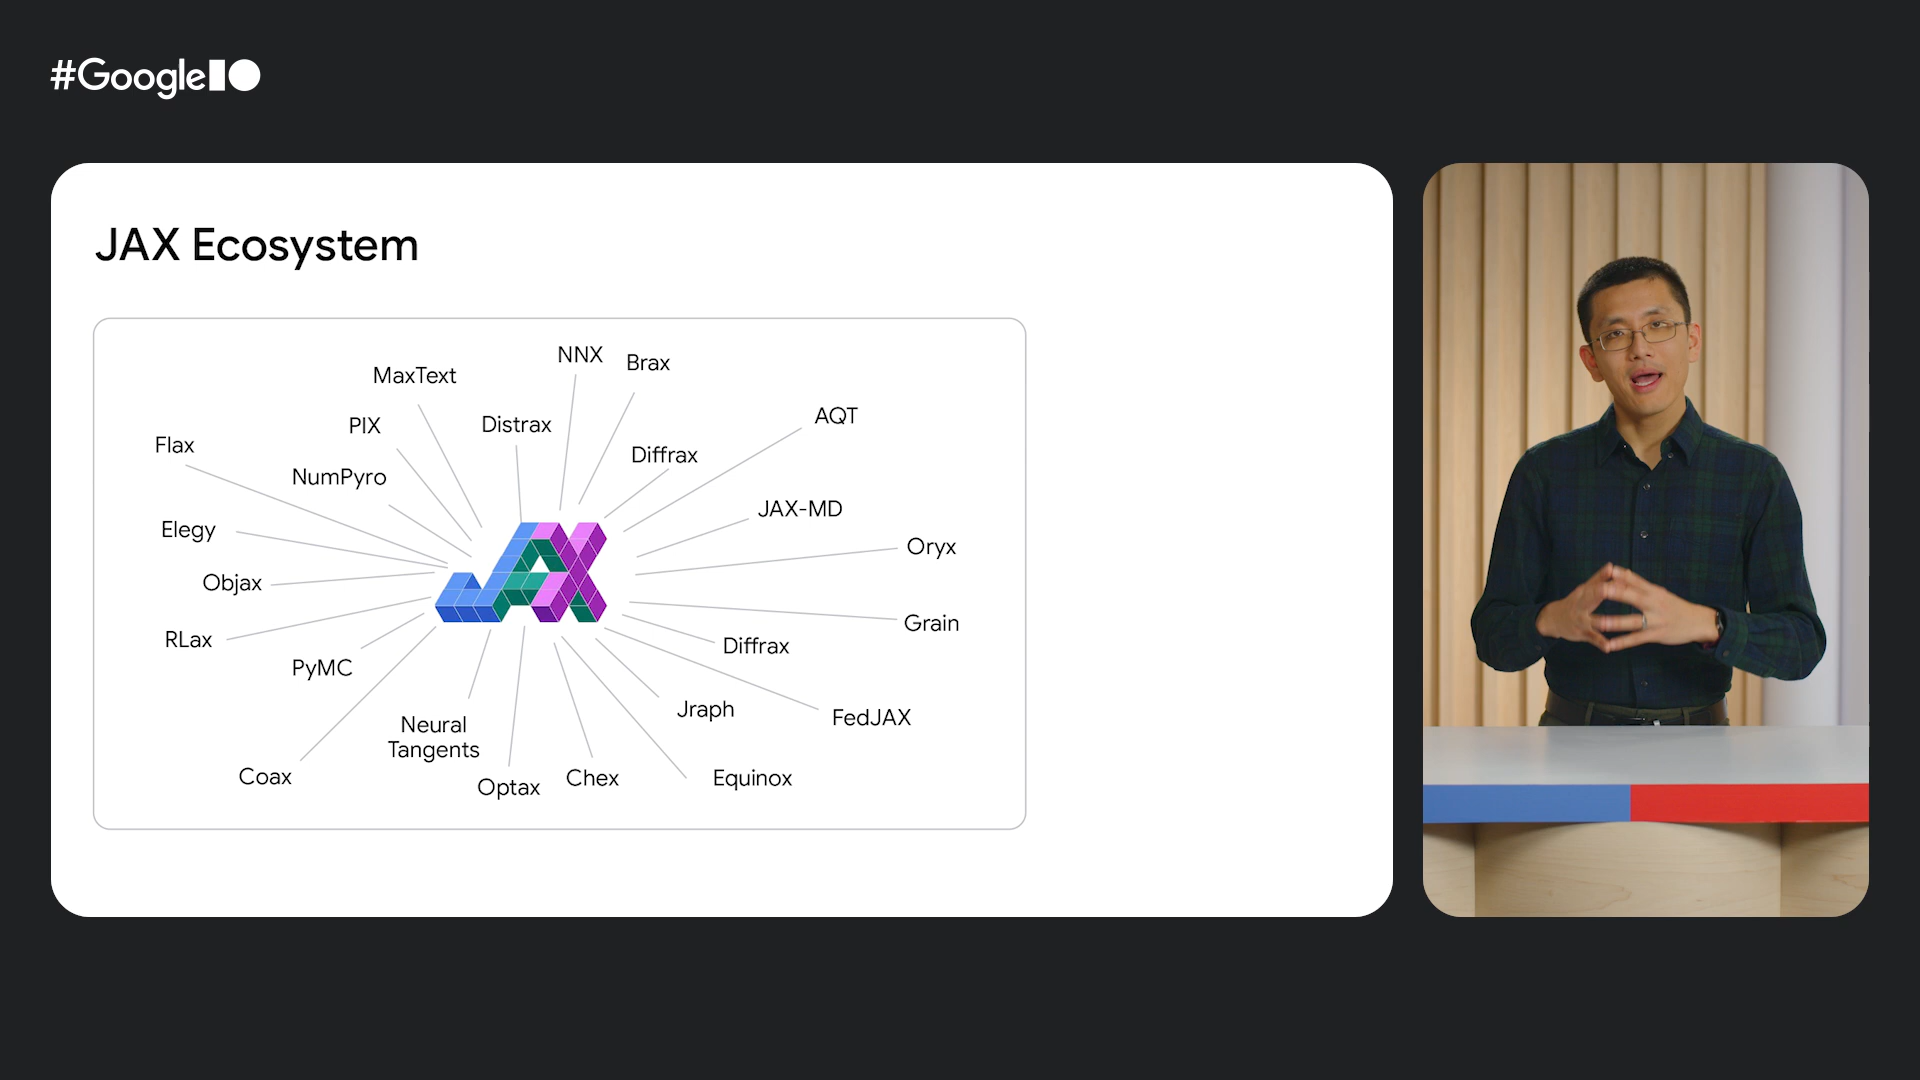 #GoogleIO
JAX Ecosystem
NNX
Brax
MaxText
AQT
PIX
Distrax
Flax
Diffrax
NumPyro
JAX-MD
Elegy
Oryx
JAX
Objax
Grain
RLax
Diffrax
PyMC
Jraph
FedJAX
Neural
Tangents
Coax
Optax
Chex
Equinox